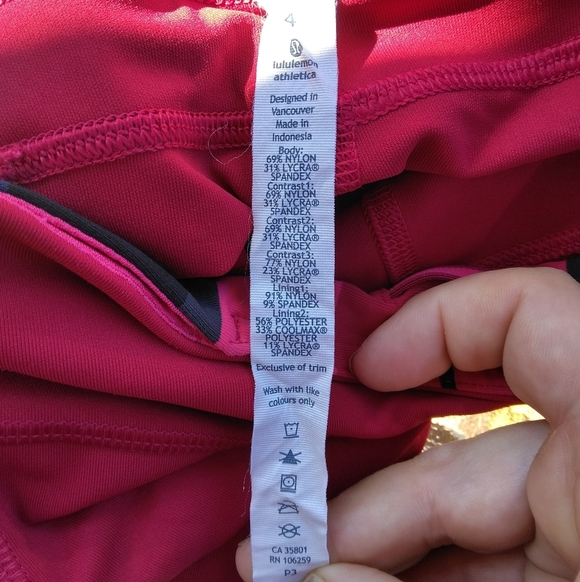 4
lululemon
athletica
Designed in
Vancouver
Made in
Indonesia
Body:
69% NYLON
31% LYCRA®
SPANDEX
Contrast1:
69% NYLON
31% LYCRA®
SPANDEX
Contrast2:
69% NYLON
31% LYCRA®
SPANDEX
Contrast3:
77% NYLON
23% LYCRA®
SPANDEX
Lining1:
91% NYLON
9% SPANDEX
Lining2:
56% POLYESTER
33% COOLMAX®
POLYESTER
11% LYCRA®
SPANDEX
Exclusive of trim
Wash with like
colours only
CA 35801
RN 106259
P3